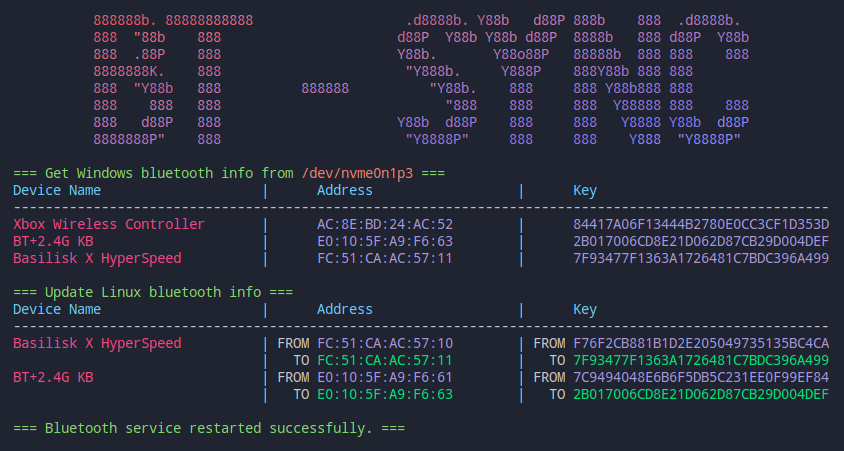 888888b. 88888888888                   .d8888b. Y88b   d88P 888b    888  .d8888b.
888  "88b    888                      d88P  Y88b Y88b d88P  8888b   888 d88P  Y88b
888  .88P    888                      Y88b.       Y88o88P   88888b  888 888    888
8888888K.    888                       "Y888b.     Y888P    888Y88b 888 888
888  "Y88b   888          888888          "Y88b.    888     888 Y88b888 888
888    888   888                            "888    888     888  Y88888 888    888
888   d88P   888                      Y88b  d88P    888     888   Y8888 Y88b  d88P
8888888P"    888                       "Y8888P"     888     888    Y888  "Y8888P"
=== Get Windows bluetooth info from /dev/nvme0n1p3 ===
Device Name | Address | Key
--------------------------------------------------------------------------------
Xbox Wireless Controller | AC:8E:BD:24:AC:52 | 84417A06F13444B2780E0CC3CF1D353D
BT+2.4G KB | E0:10:5F:A9:F6:63 | 2B017006CD8E21D062D87CB29D004DEF
Basilisk X HyperSpeed | FC:51:CA:AC:57:11 | 7F93477F1363A1726481C7BDC396A499
=== Update Linux bluetooth info ===
Device Name | Address | Key
--------------------------------------------------------------------------------
Basilisk X HyperSpeed | FROM FC:51:CA:AC:57:10 | FROM F76F2CB881B1D2E205049735135BC4CA
| TO FC:51:CA:AC:57:11 | TO 7F93477F1363A1726481C7BDC396A499
BT+2.4G KB | FROM E0:10:5F:A9:F6:61 | FROM 7C9494048E6B6F5DB5C231EE0F99EF84
| TO E0:10:5F:A9:F6:63 | TO 2B017006CD8E21D062D87CB29D004DEF
=== Bluetooth service restarted successfully. ===